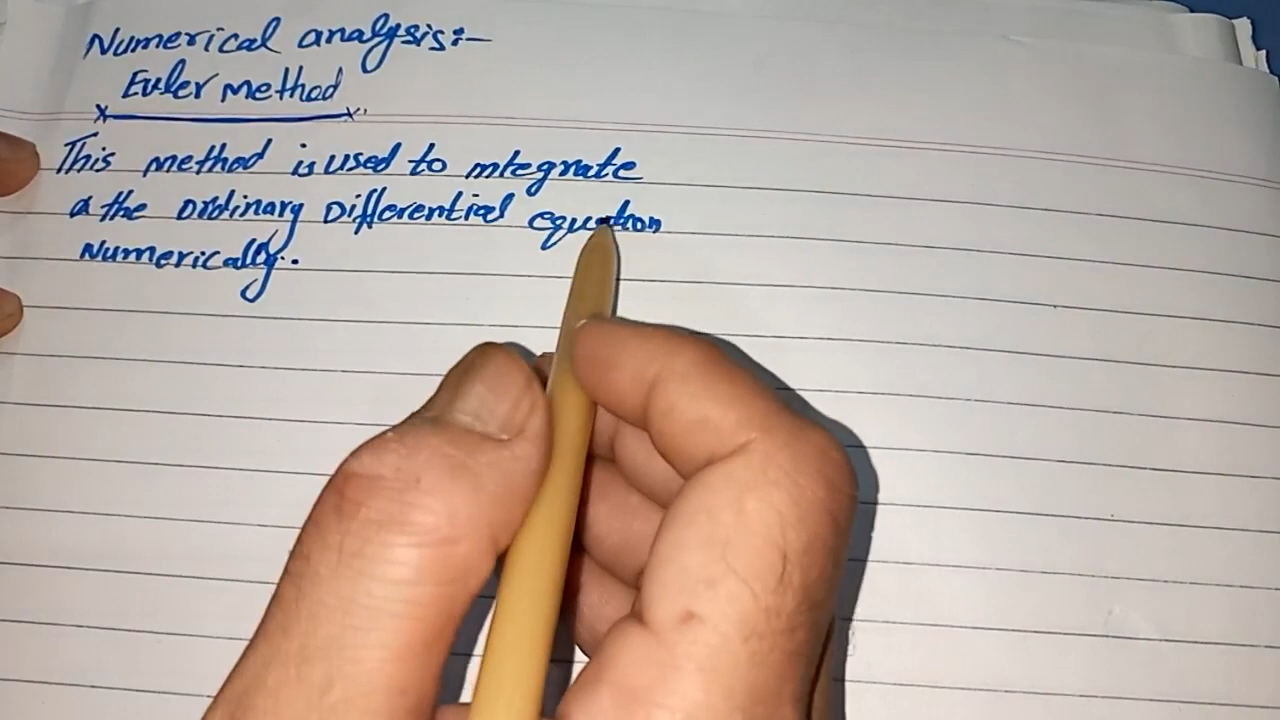 Numerical analysis:-
Euler method
This method is used to integrate
a the ordinary Differential equation
Numerically.